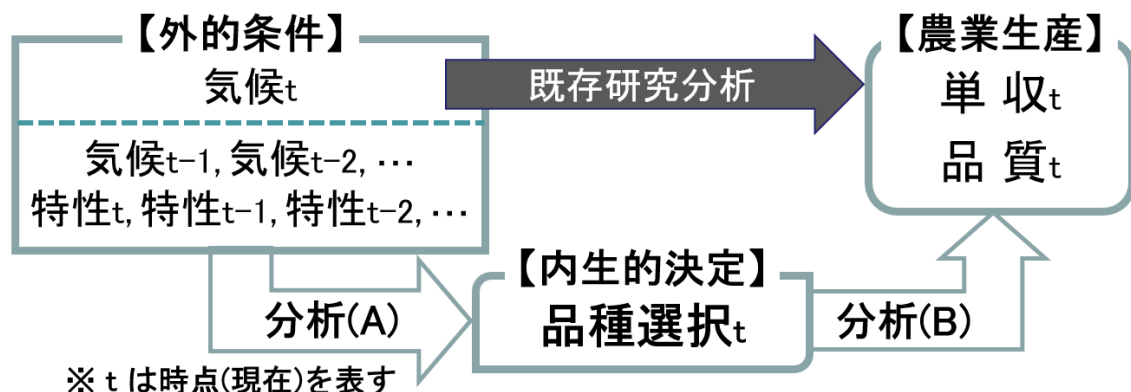 【外的条件】
気候t
気候t-1, 気候t-2, …
特性t, 特性t-1, 特性t-2, …
既存研究分析
【農業生産】
単 収t
品 質t
分析(A)
【内生的決定】
品種選択t
分析(B)
※ t は時点(現在)を表す